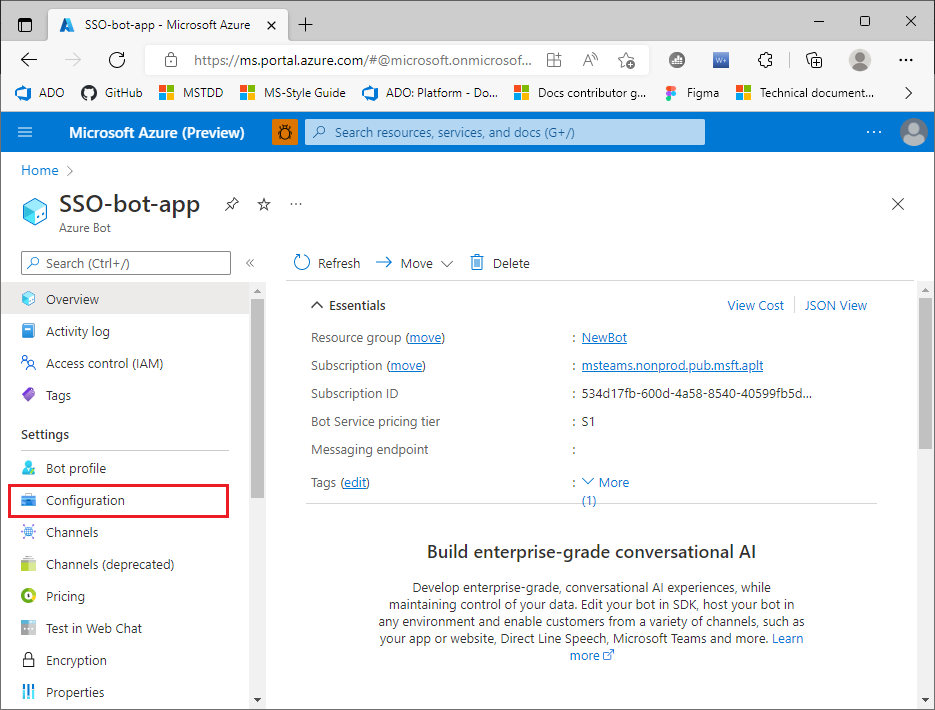 SSO-bot-app - Microsoft Azure
https://ms.portal.azure.com/#@microsoft.onmicrosof...
ADO
GitHub
MSTDD
MS-Style Guide
ADO: Platform - Do...
Docs contributor g...
Figma
Technical document...
Microsoft Azure (Preview)
Search resources, services, and docs (G+/)
Home
SSO-bot-app
Azure Bot
Search (Ctrl+/)
Overview
Activity log
Access control (IAM)
Tags
Settings
Bot profile
Configuration
Channels
Channels (deprecated)
Pricing
Test in Web Chat
Encryption
Properties
Refresh
Move
Delete
Essentials
View Cost
JSON View
Resource group (move) : NewBot
Subscription (move) : msteams.nonprod.pub.msft.aplt
Subscription ID : 534d17fb-600d-4a58-8540-40599fb5d...
Bot Service pricing tier : S1
Messaging endpoint :
Tags (edit) : More
(1)
Build enterprise-grade conversational AI
Develop enterprise-grade, conversational AI experiences, while
maintaining control of your data. Edit your bot in SDK, host your bot in
any environment and enable customers from a variety of channels, such as
your app or website, Direct Line Speech, Microsoft Teams and more. Learn
more